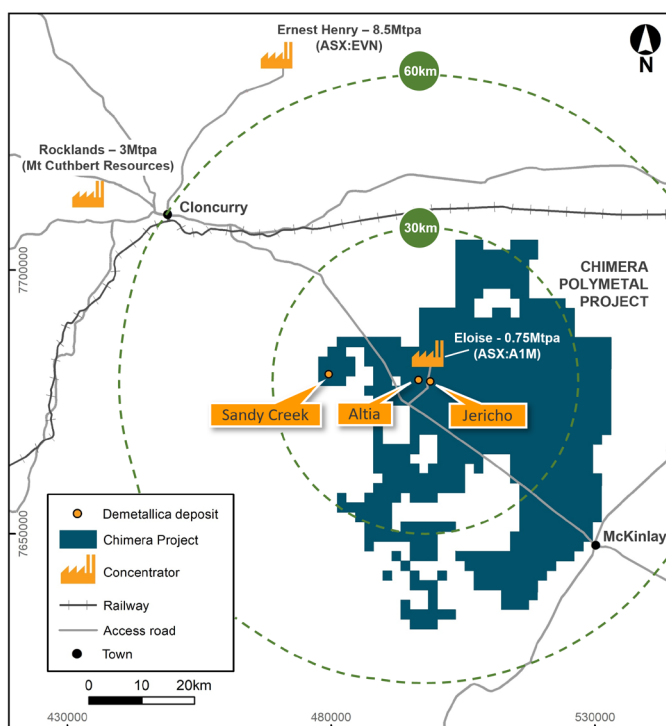 Ernest Henry – 8.5Mtpa
(ASX:EVN)
N
60km
Rocklands – 3Mtpa
(Mt Cuthbert Resources)
Cloncurry
30km
7700000
CHIMERA
POLYMETAL
PROJECT
Eloise - 0.75Mtpa
(ASX:A1M)
Sandy Creek
Altia
Jericho
Demetallica deposit
Chimera Project
Concentrator
Railway
Access road
Town
0 10 20km
7650000
McKinlay
430000
480000
530000